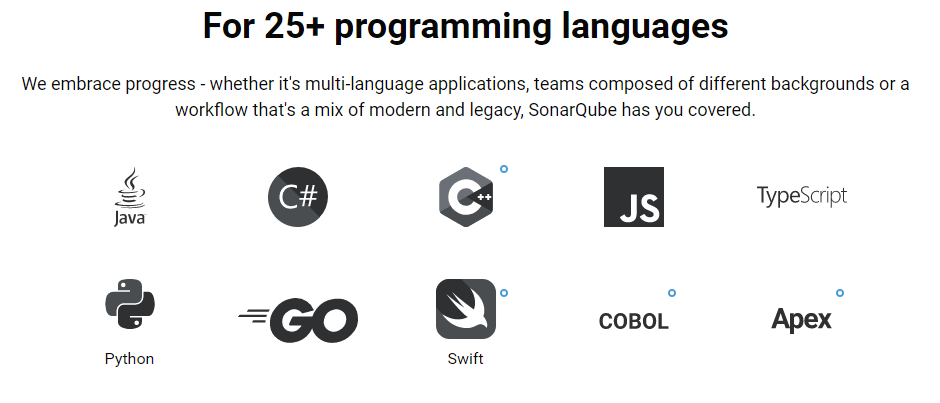 For 25+ programming languages
We embrace progress - whether it's multi-language applications, teams composed of different backgrounds or a
workflow that's a mix of modern and legacy, SonarQube has you covered.
Java
C#
C++
JS
TypeScript
GO
COBOL
Apex
Python
Swift